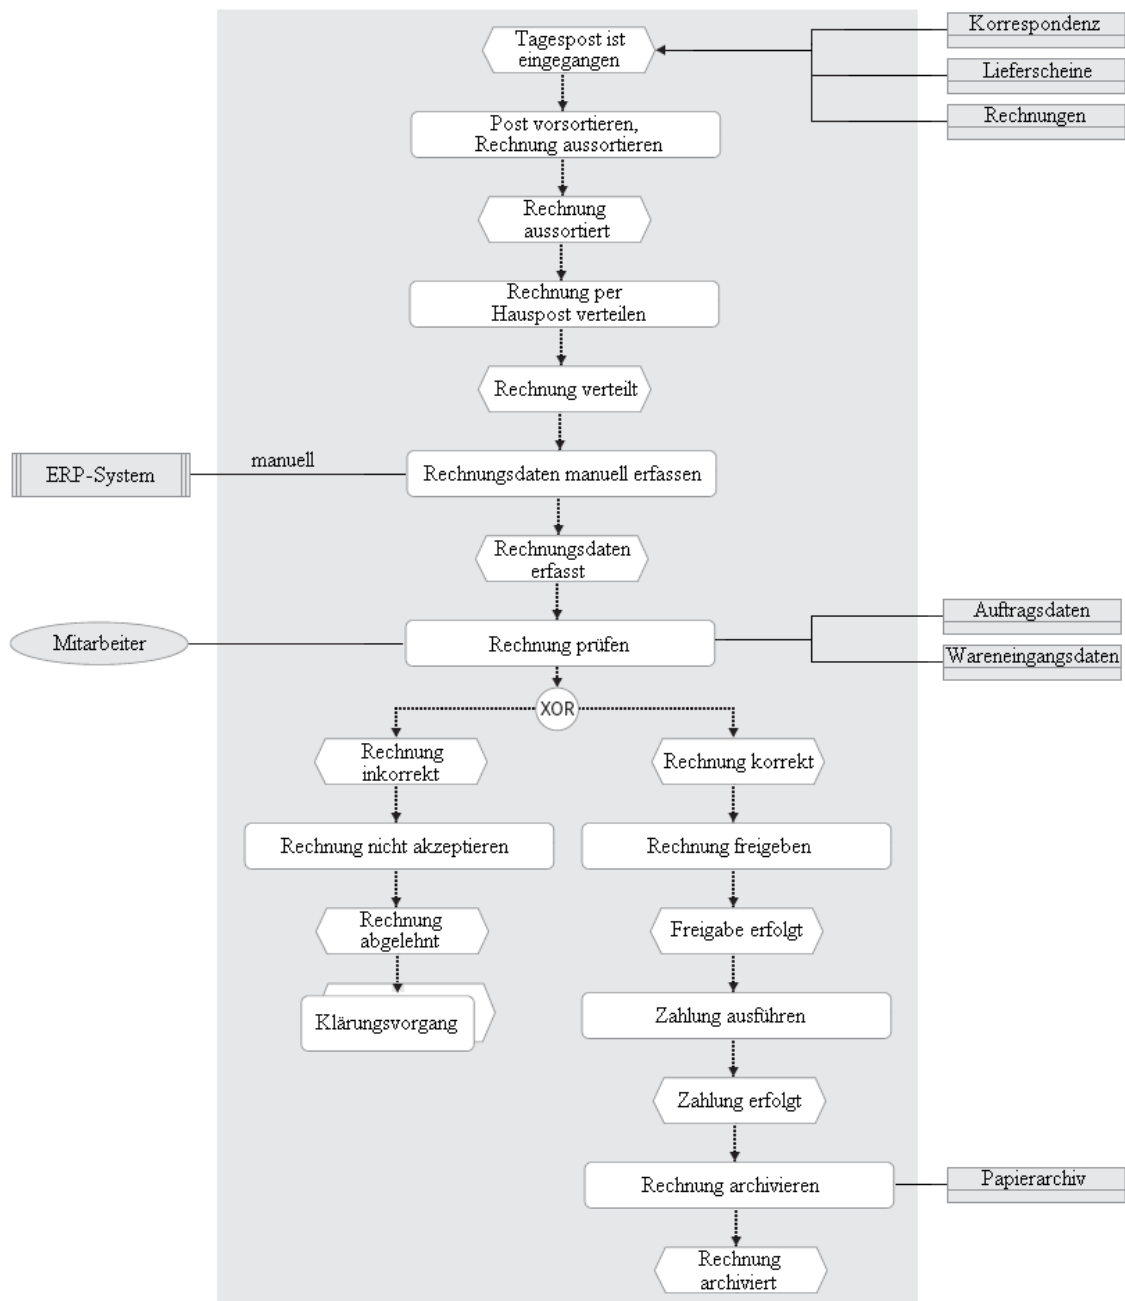 Tagespost ist
eingegangen
Korrespondenz
Lieferscheine
Rechnungen
Post vorsortieren,
Rechnung aussortieren
Rechnung
aussortiert
Rechnung per
Hauspost verteilen
Rechnung verteilt
ERP-System
manuell
Rechnungsdaten manuell erfassen
Rechnungsdaten
erfasst
Mitarbeiter
Rechnung prüfen
Auftragsdaten
Wareneingangsdaten
XOR
Rechnung
inkorrekt
Rechnung korrekt
Rechnung nicht akzeptieren
Rechnung freigeben
Rechnung
abgelehnt
Freigabe erfolgt
Klärungsvorgang
Zahlung ausführen
Zahlung erfolgt
Rechnung archivieren
Papierarchiv
Rechnung
archiviert